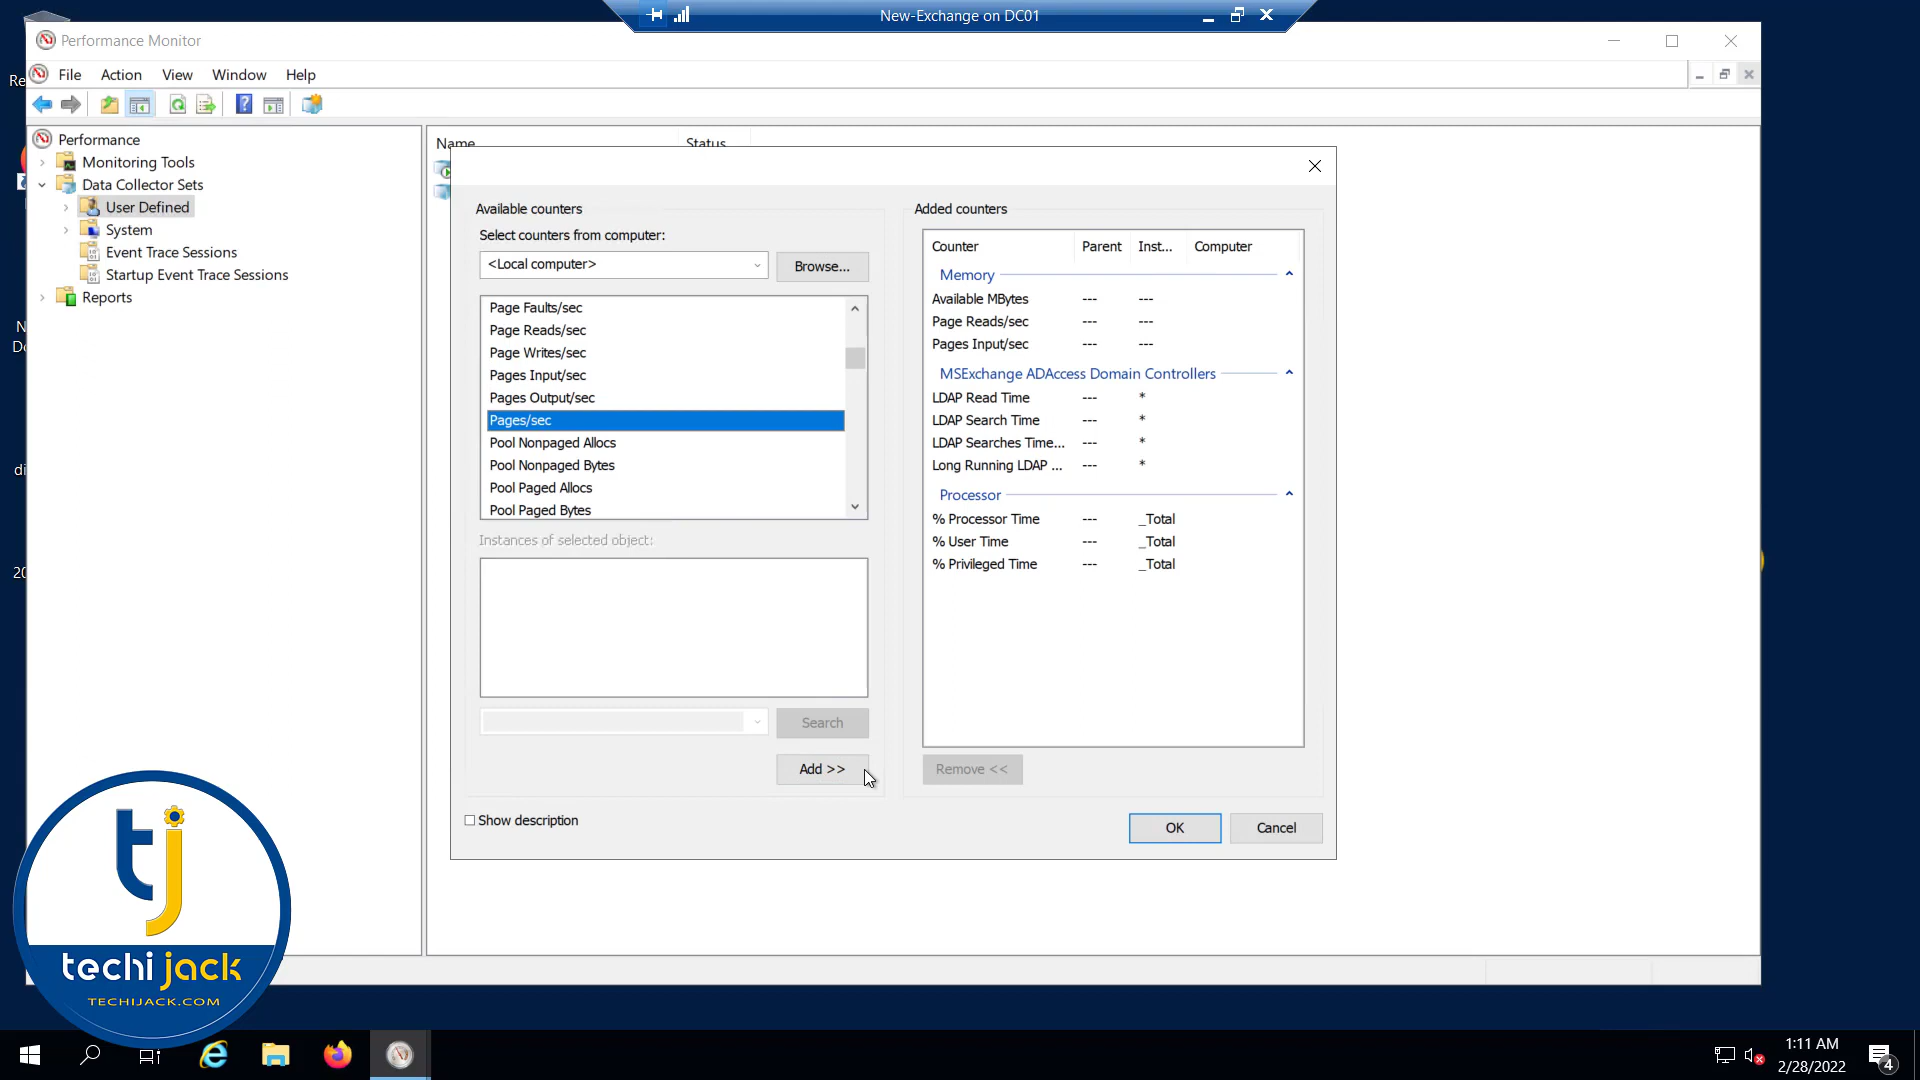 New-Exchange on DC01
Performance Monitor
File Action View Window Help
Performance
Monitoring Tools
Data Collector Sets
User Defined
System
Event Trace Sessions
Startup Event Trace Sessions
Reports
Name Status
Available counters
Select counters from computer:
<Local computer>
Browse...
Page Faults/sec
Page Reads/sec
Page Writes/sec
Pages Input/sec
Pages Output/sec
Pages/sec
Pool Nonpaged Allocs
Pool Nonpaged Bytes
Pool Paged Allocs
Pool Paged Bytes
Instances of selected object:
Search
Add >>
Show description
Added counters
Counter Parent Inst... Computer
Memory
Available MBytes --- ---
Page Reads/sec --- ---
Pages Input/sec --- ---
MSExchange ADAccess Domain Controllers
LDAP Read Time --- *
LDAP Search Time --- *
LDAP Searches Time... --- *
Long Running LDAP ... --- *
Processor
% Processor Time --- _Total
% User Time --- _Total
% Privileged Time --- _Total
Remove <<
OK
Cancel
tj
techi jack
TECHIJACK.COM
1:11 AM
2/28/2022
4